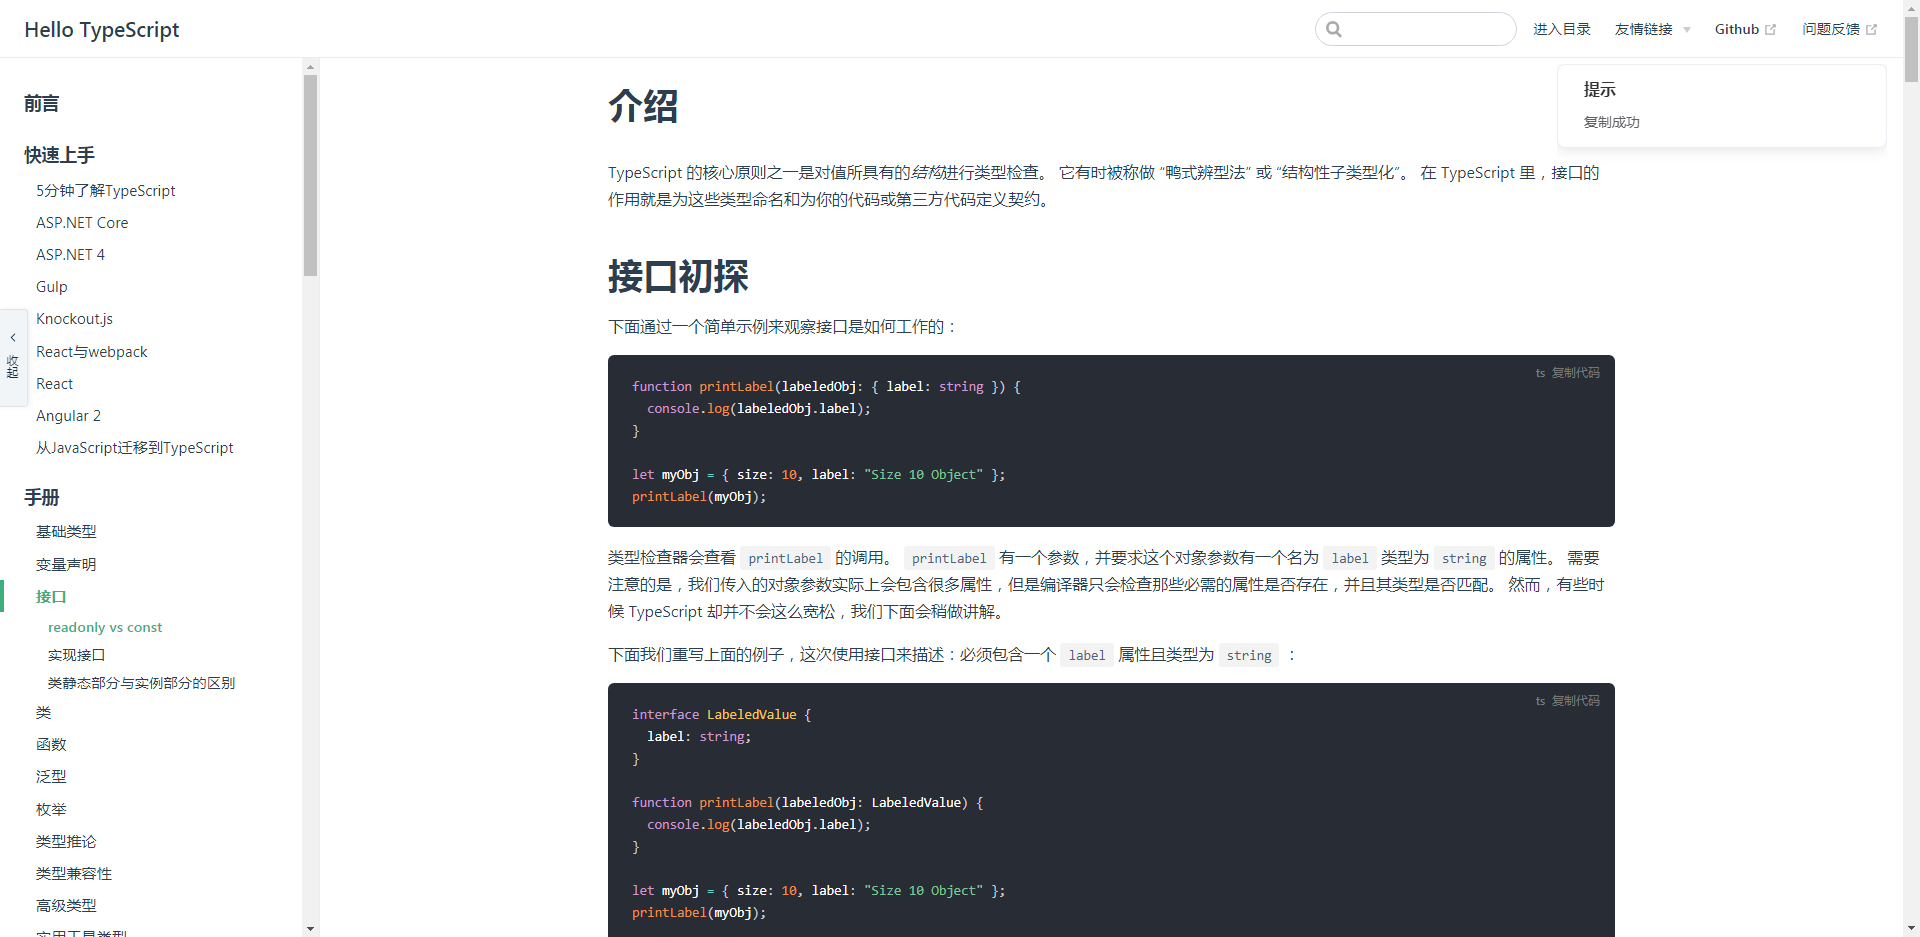 Hello TypeScript
进入目录
友情链接
Github
问题反馈
提示
复制成功
前言
快速上手
5分钟了解TypeScript
ASP.NET Core
ASP.NET 4
Gulp
Knockout.js
React与webpack
React
Angular 2
从JavaScript迁移到TypeScript
手册
基础类型
变量声明
接口
readonly vs const
实现接口
类静态部分与实例部分的区别
类
函数
泛型
枚举
类型推论
类型兼容性
高级类型
实用工具类型
收起
介绍
TypeScript 的核心原则之一是对值所具有的结构进行类型检查。 它有时被称做 “鸭式辨型法” 或 “结构性子类型化”。 在 TypeScript 里，接口的
作用就是为这些类型命名和为你的代码或第三方代码定义契约。
接口初探
下面通过一个简单示例来观察接口是如何工作的：
ts 复制代码
function printLabel(labeledObj: { label: string }) {
  console.log(labeledObj.label);
}
let myObj = { size: 10, label: "Size 10 Object" };
printLabel(myObj);
类型检查器会查看 printLabel 的调用。 printLabel 有一个参数，并要求这个对象参数有一个名为 label 类型为 string 的属性。 需要
注意的是，我们传入的对象参数实际上会包含很多属性，但是编译器只会检查那些必需的属性是否存在，并且其类型是否匹配。 然而，有些时
候 TypeScript 却并不会这么宽松，我们下面会稍做讲解。
下面我们重写上面的例子，这次使用接口来描述：必须包含一个 label 属性且类型为 string ：
ts 复制代码
interface LabeledValue {
  label: string;
}
function printLabel(labeledObj: LabeledValue) {
  console.log(labeledObj.label);
}
let myObj = { size: 10, label: "Size 10 Object" };
printLabel(myObj);